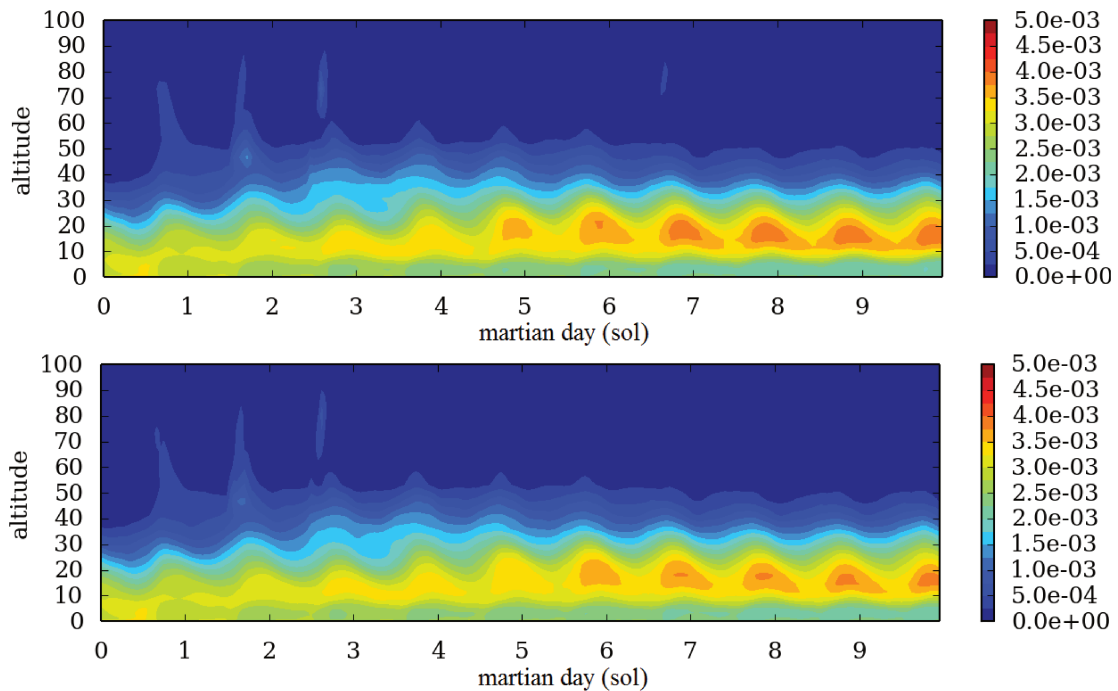 100
90
80
70
60
50
40
30
20
10
0
altitude
0 1 2 3 4 5 6 7 8 9
martian day (sol)
5.0e-03
4.5e-03
4.0e-03
3.5e-03
3.0e-03
2.5e-03
2.0e-03
1.5e-03
1.0e-03
5.0e-04
0.0e+00
100
90
80
70
60
50
40
30
20
10
0
altitude
0 1 2 3 4 5 6 7 8 9
martian day (sol)
5.0e-03
4.5e-03
4.0e-03
3.5e-03
3.0e-03
2.5e-03
2.0e-03
1.5e-03
1.0e-03
5.0e-04
0.0e+00